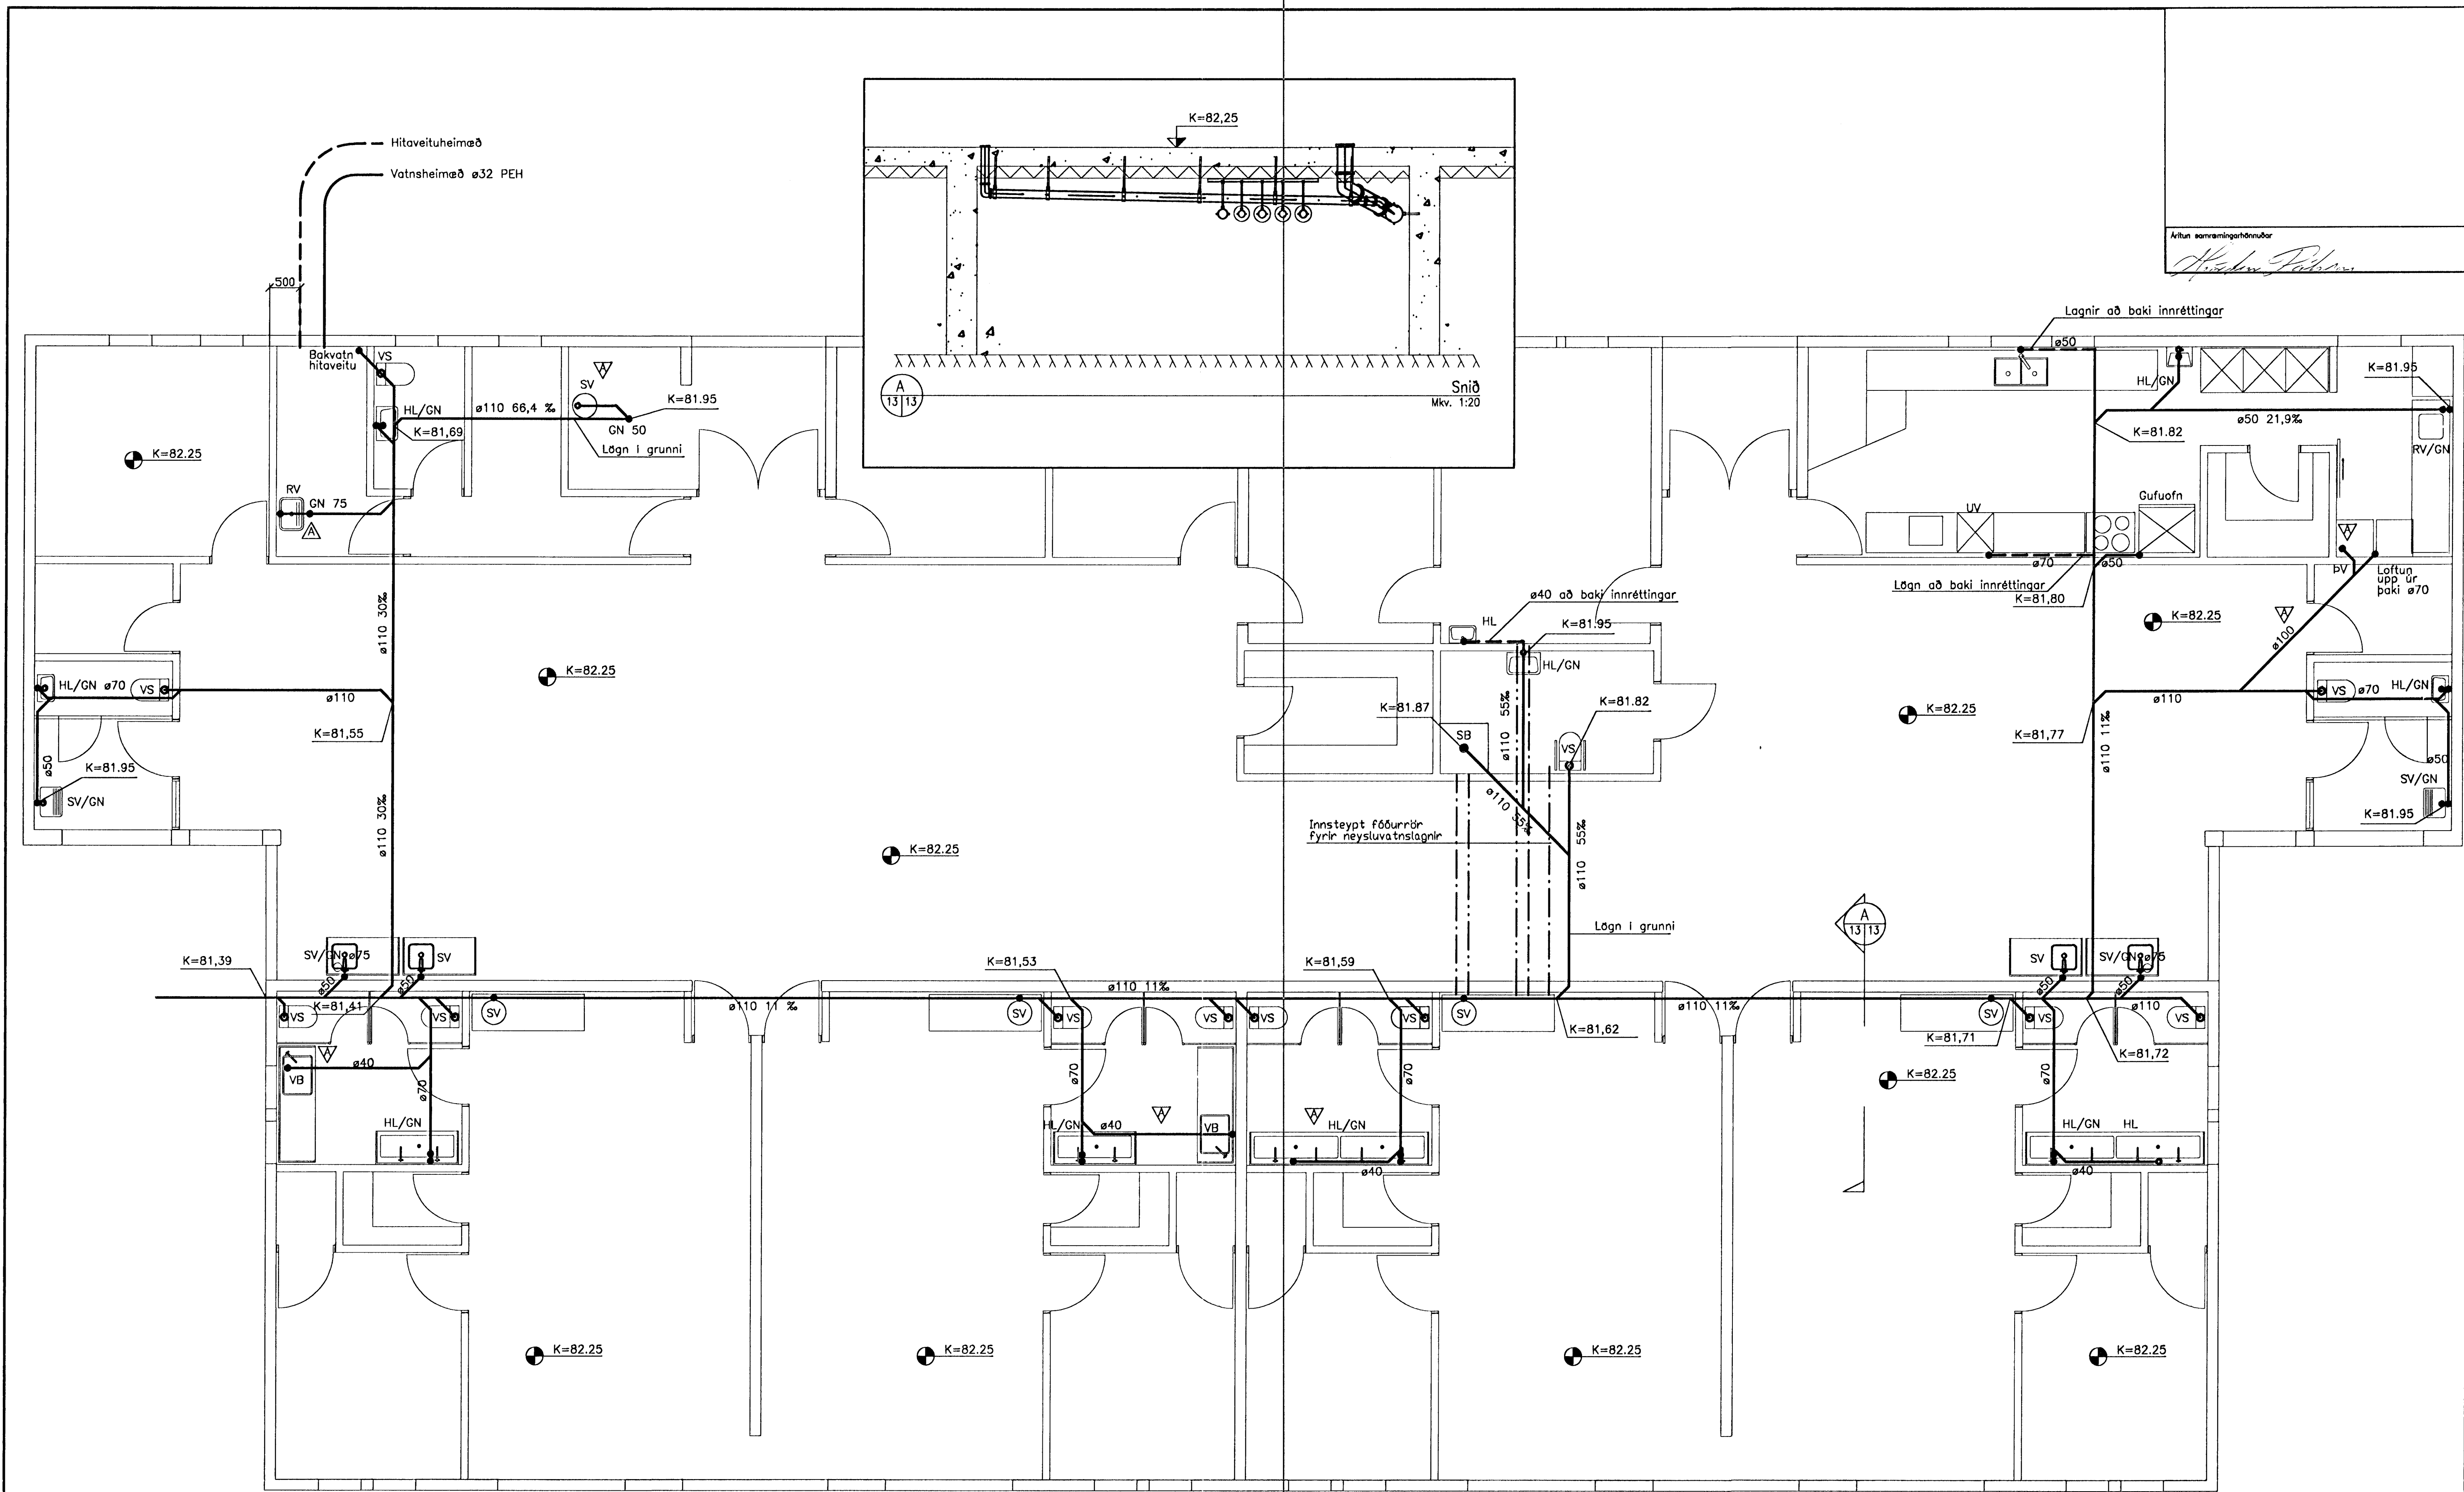 K=82,25
Snið
Mkv. 1:20
A
13 13
Áritun samræmingarhönnuðar
Hitaveituheimæð
Vatnsheimæð ø32 PEH
500
Bakvatn
hitaveitu
VS
HL/GN
K=81,69
ø110 66,4 ‰
Lögn í grunni
SV
A
GN 50
K=81.95
K=82.25
RV
GN 75
A
ø110 30‰
HL/GN ø70
VS
ø110
K=81,55
ø50
K=81.95
SV/GN
ø110 30‰
K=82.25
K=82.25
Lagnir að baki innréttingar
ø50
HL/GN
K=81.95
ø50 21,9‰
K=81.82
RV/GN
Gufuofn
UV
ø70
ø50
Lögn að baki innréttingar
K=81,80
A
ÞV
Loftun
upp úr
þaki ø70
K=82.25
A
ø100
ø40 að baki innréttingar
HL
K=81.95
HL/GN
K=81.87
K=81.82
SB
VS
ø110 55‰
ø110 55‰
ø110 55‰
Innsteypt fóðurrör
fyrir neysluvatnslagnir
Lögn í grunni
K=82.25
K=81,77
ø110 11‰
ø110
VS
ø70
HL/GN
ø50
SV/GN
K=81.95
A
13 13
K=81,39
SV/GN ø75
SV
ø50
ø50
K=81,41
VS
VS
SV
A
VB
ø40
ø70
HL/GN
ø110 11 ‰
K=81,53
SV
VS
VS
ø110 11‰
ø70
HL/GN
ø40
A
VB
K=81,59
VS
VS
SV
A
HL/GN
ø70
ø40
K=81,62
ø110 11‰
K=81,71
SV
SV
SV/GN ø75
ø50
ø50
ø110
VS
VS
K=81,72
ø70
K=82.25
HL/GN
HL
ø40
K=82.25
K=82.25
K=82.25
K=82.25